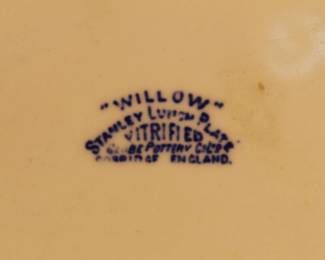 "WILLOW"
STANLEY LUNCH PLATE
VITRIFIED
GLOBE POTTERY CO LTD
COBRIDGE ENGLAND.